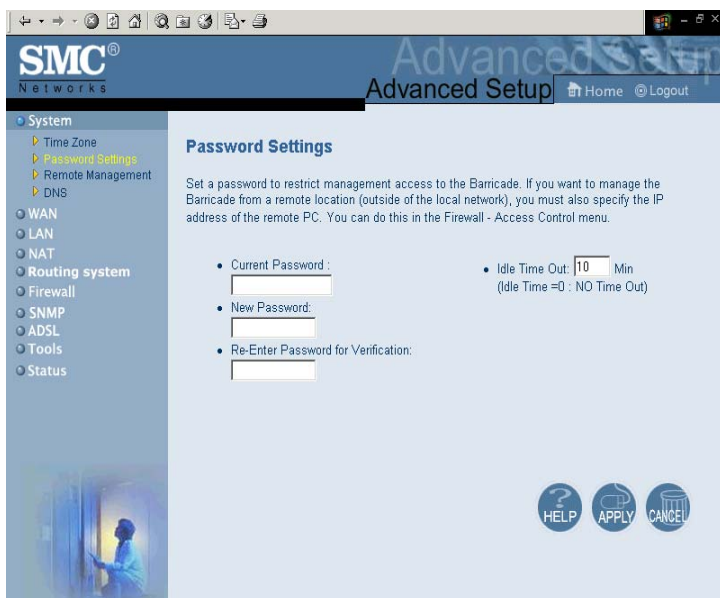 SMC®
Networks
Advanced Setup
Advanced Setup
Home
Logout
System
Time Zone
Password Settings
Remote Management
DNS
WAN
LAN
NAT
Routing system
Firewall
SNMP
ADSL
Tools
Status
Password Settings
Set a password to restrict management access to the Barricade. If you want to manage the
Barricade from a remote location (outside of the local network), you must also specify the IP
address of the remote PC. You can do this in the Firewall - Access Control menu.
Current Password :
Idle Time Out: 10 Min
(Idle Time =0 : NO Time Out)
New Password:
Re-Enter Password for Verification:
HELP
APPLY
CANCEL